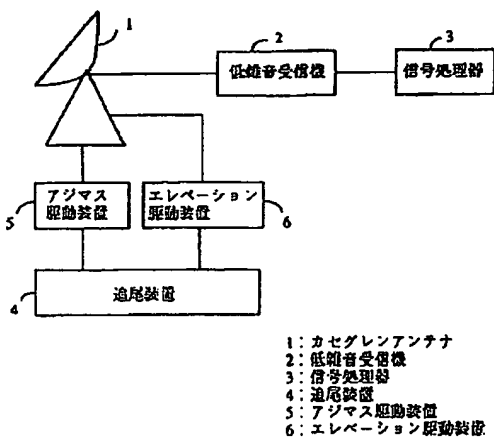 1
2
3
低雑音受信機
信号処理器
アジマス
駆動装置
エレベーション
駆動装置
5
6
追尾装置
4
1：カセグレンアンテナ
2：低雑音受信機
3：信号処理器
4：追尾装置
5：アジマス駆動装置
6：エレベーション駆動装置